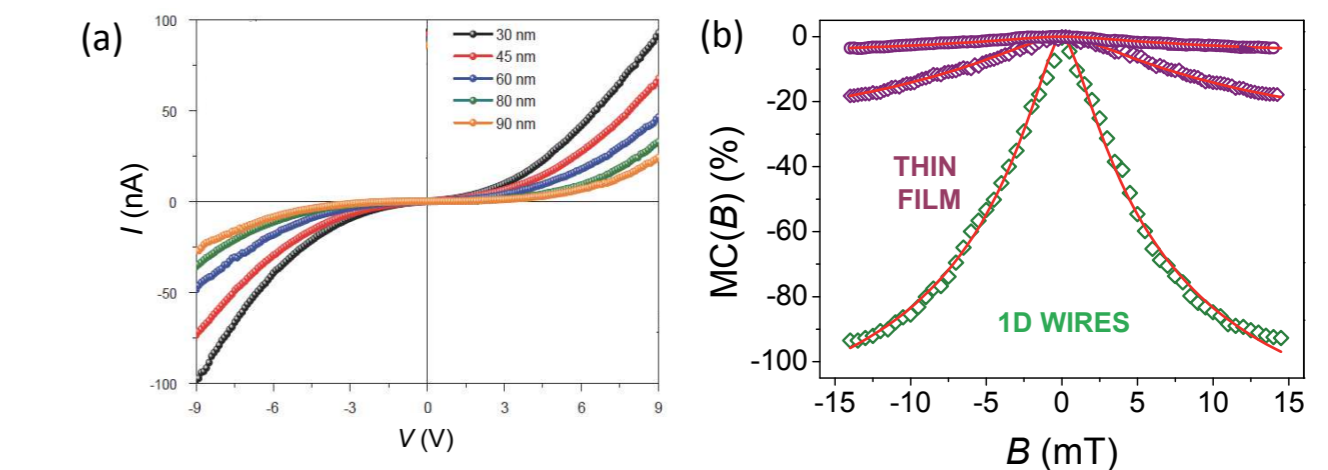 (a)
100
50
0
-50
-100
I (nA)
30 nm
45 nm
60 nm
80 nm
90 nm
-9
-6
-3
0
3
6
9
V (V)
(b)
0
-20
-40
-60
-80
-100
MC(B) (%)
THIN
FILM
1D WIRES
-15
-10
-5
0
5
10
15
B (mT)